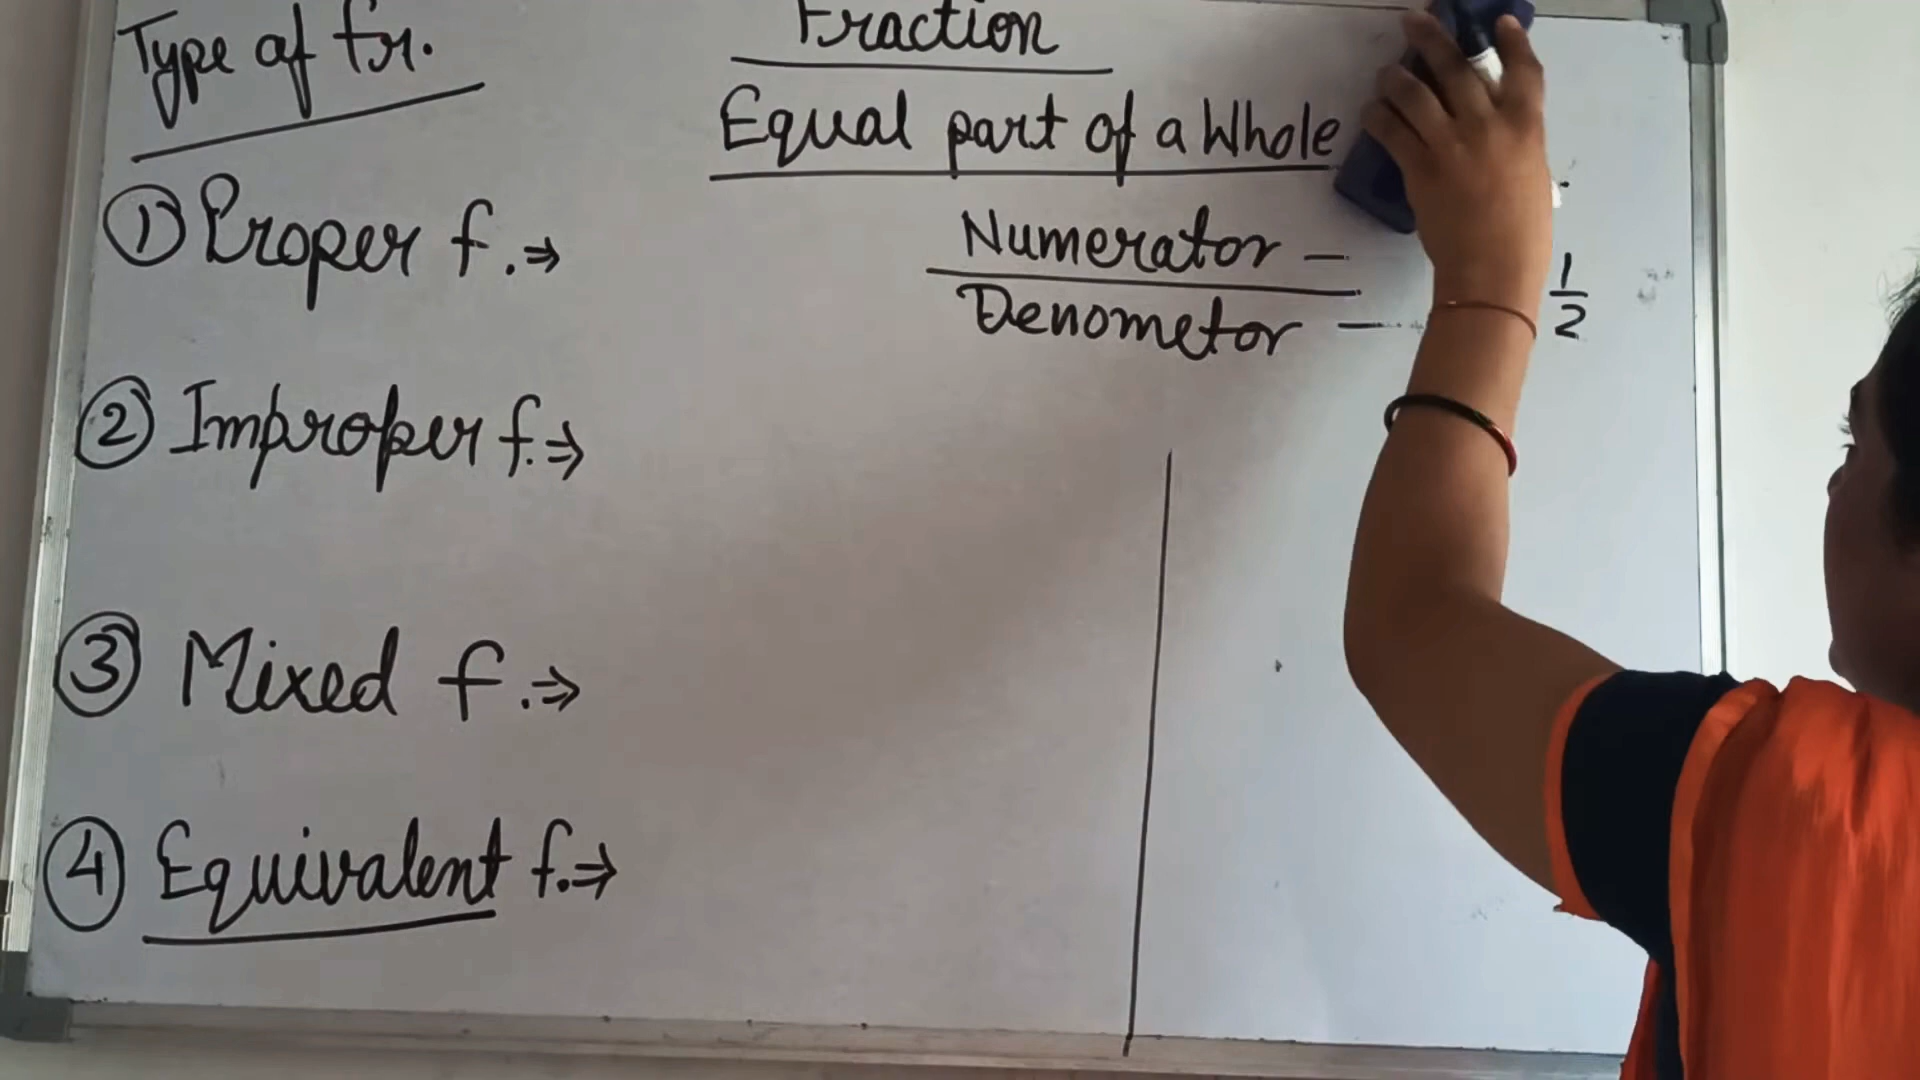 Type of fr.
Fraction
Equal part of a Whole
① Proper f. ⇒
Numerator –
Denometor –
1
2
② Improper f. ⇒
③ Mixed f. ⇒
④ Equivalent f. ⇒